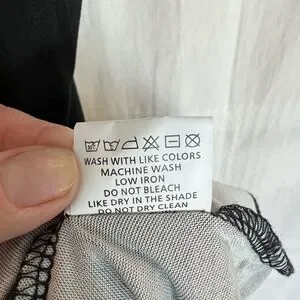 WASH WITH LIKE COLORS
MACHINE WASH
LOW IRON
DO NOT BLEACH
LIKE DRY IN THE SHADE
DO NOT DRY CLEAN